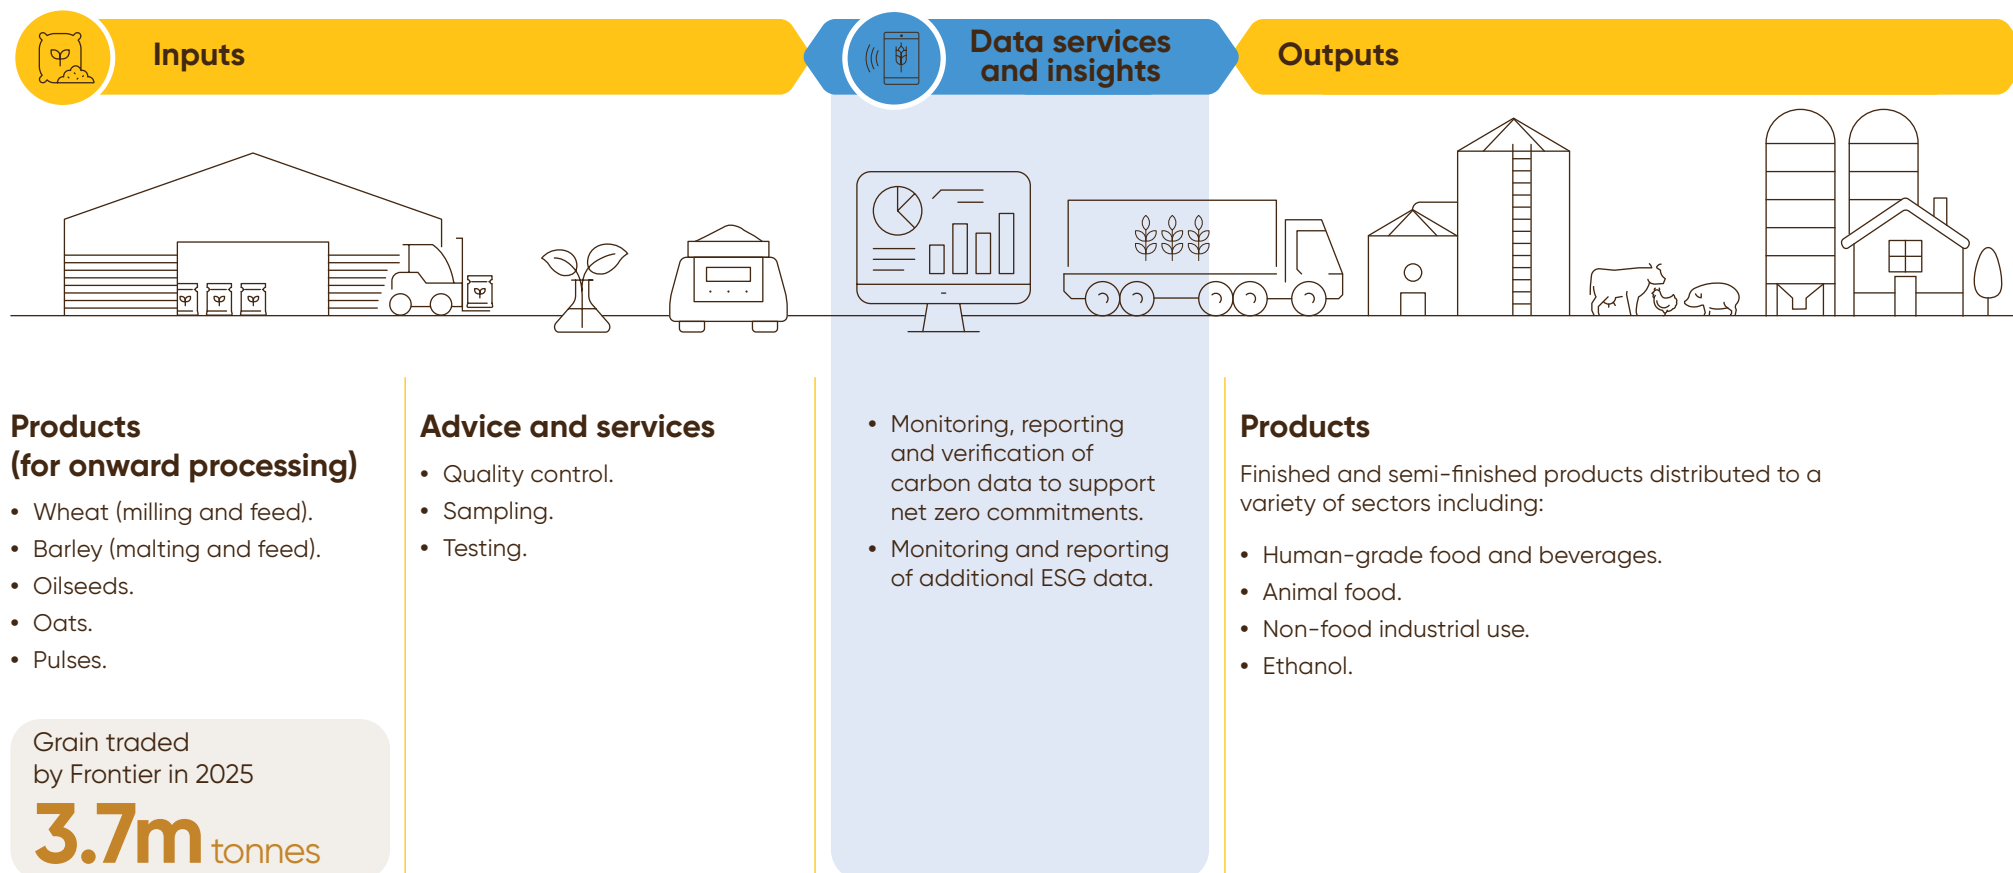 Inputs
Data services
and insights
Outputs
Products
(for onward processing)
• Wheat (milling and feed).
• Barley (malting and feed).
• Oilseeds.
• Oats.
• Pulses.
Grain traded
by Frontier in 2025
3.7m tonnes
Advice and services
• Quality control.
• Sampling.
• Testing.
• Monitoring, reporting
and verification of
carbon data to support
net zero commitments.
• Monitoring and reporting
of additional ESG data.
Products
Finished and semi-finished products distributed to a
variety of sectors including:
• Human-grade food and beverages.
• Animal food.
• Non-food industrial use.
• Ethanol.